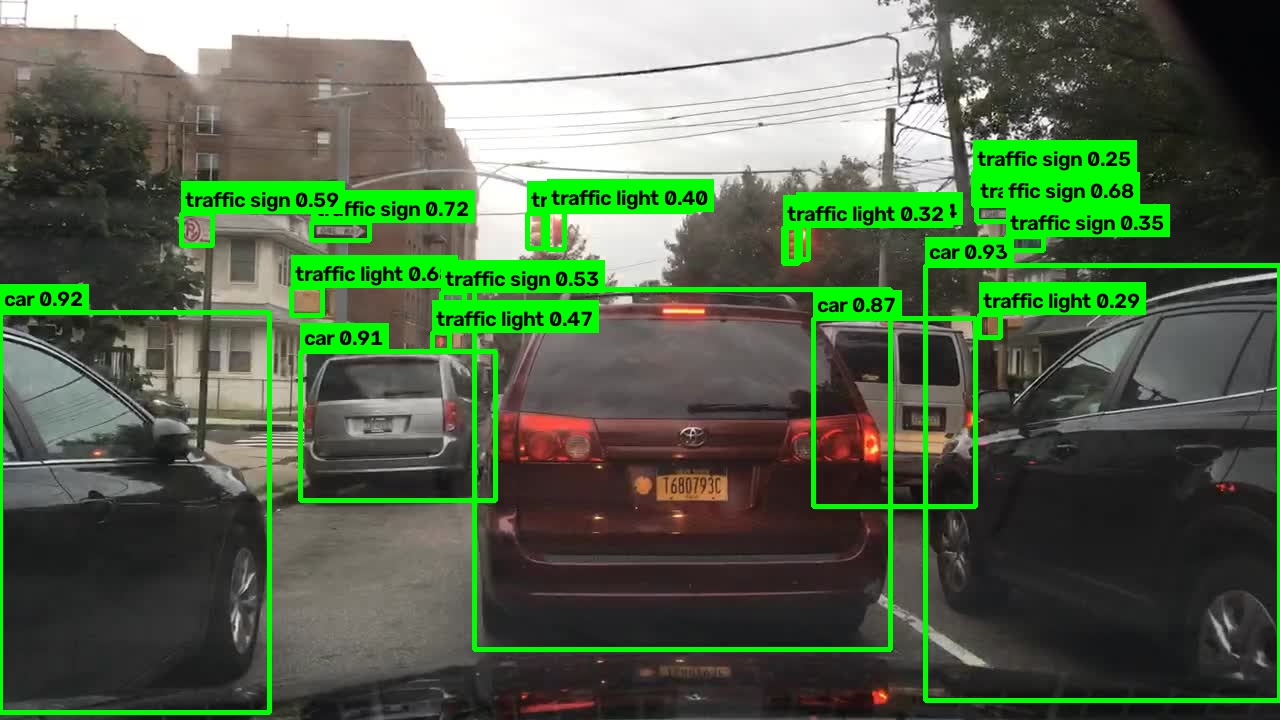 traffic sign 0.25
traffic sign 0.68
traffic sign 0.59
traffic light 0.40
traffic sign 0.72
traffic light 0.32
traffic sign 0.35
car 0.93
traffic light 0.6
traffic sign 0.53
car 0.92
traffic light 0.29
car 0.87
traffic light 0.47
car 0.91
T680793C